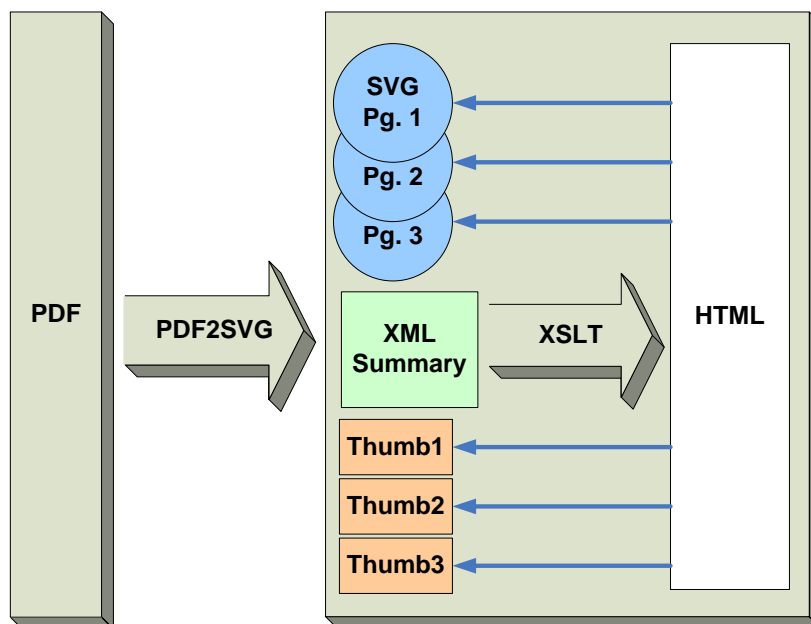 PDF
PDF2SVG
SVG
Pg. 1
Pg. 2
Pg. 3
XML
Summary
XSLT
HTML
Thumb1
Thumb2
Thumb3